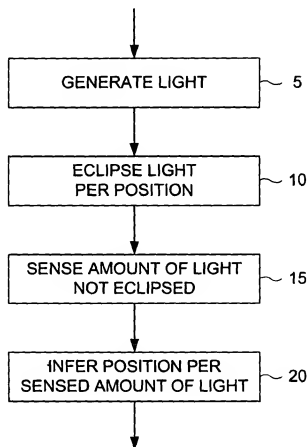 GENERATE LIGHT
5
ECLIPSE LIGHT
PER POSITION
10
SENSE AMOUNT OF LIGHT
NOT ECLIPSED
15
INFER POSITION PER
SENSED AMOUNT OF LIGHT
20